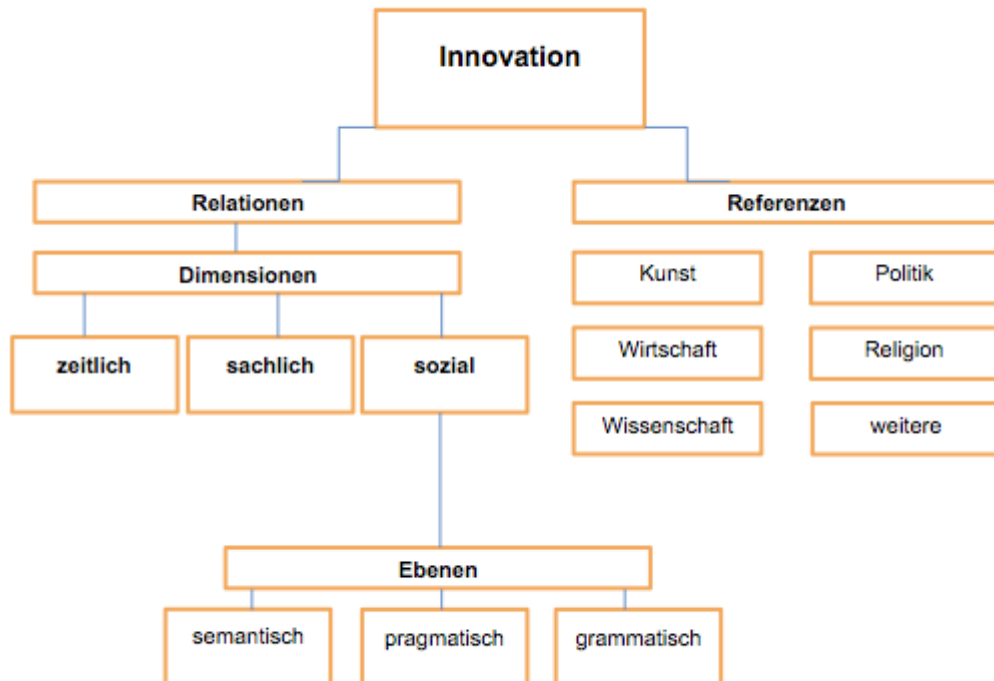 Innovation
Relationen
Referenzen
Dimensionen
Kunst
Politik
zeitlich
sachlich
sozial
Wirtschaft
Religion
Wissenschaft
weitere
Ebenen
semantisch
pragmatisch
grammatisch